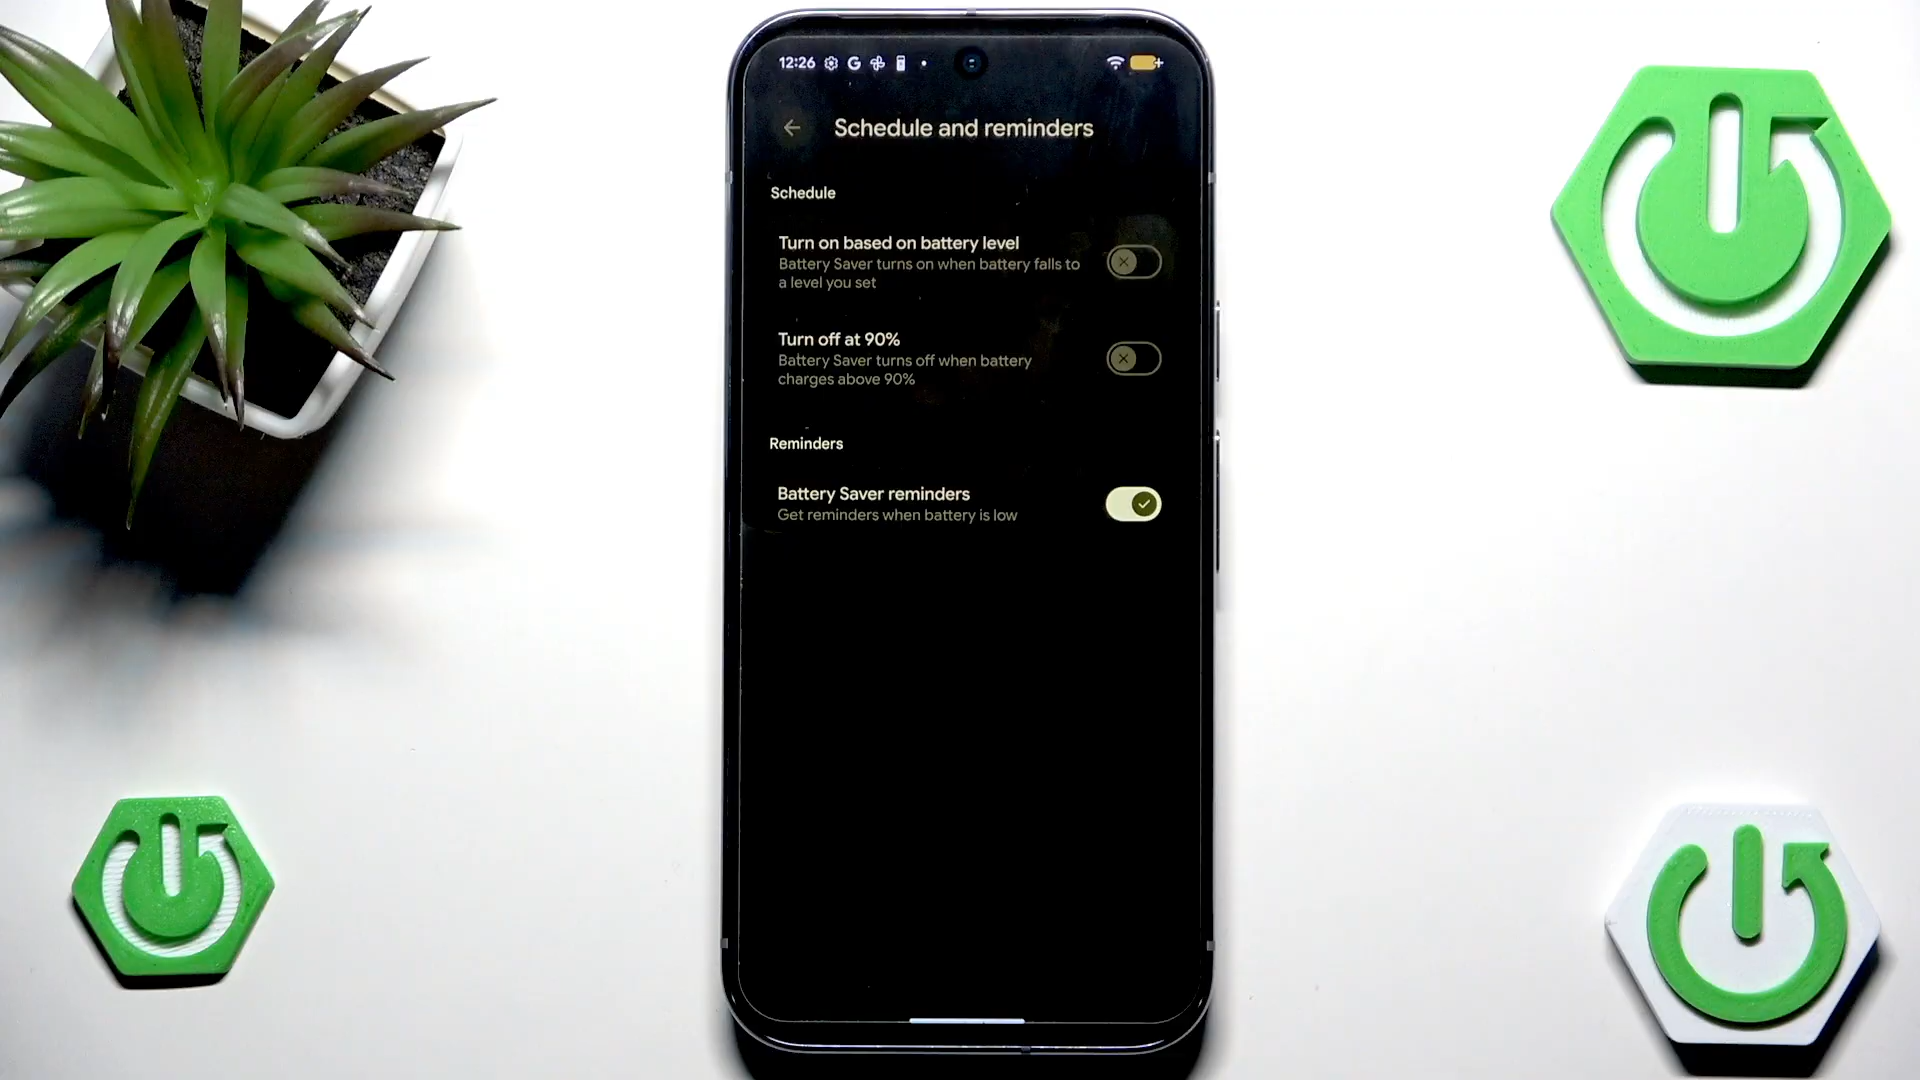 12:26
Schedule and reminders
Schedule
Turn on based on battery level
Battery Saver turns on when battery falls to
a level you set
Turn off at 90%
Battery Saver turns off when battery
charges above 90%
Reminders
Battery Saver reminders
Get reminders when battery is low